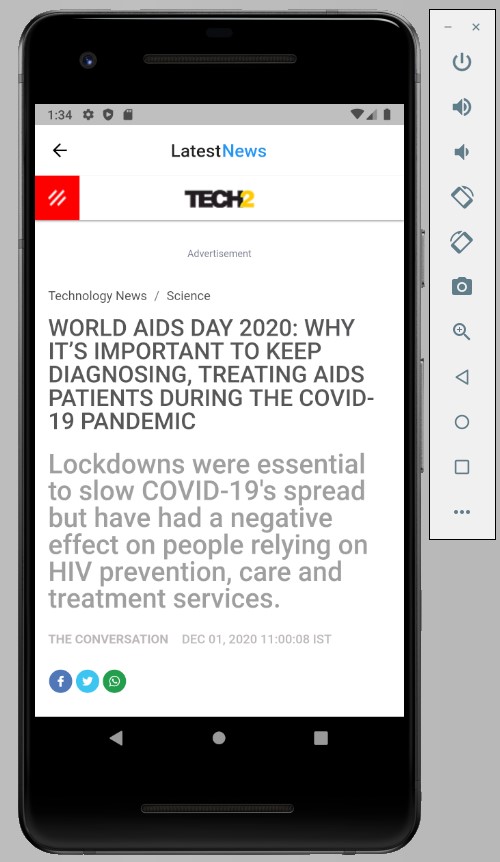 1:34
LatestNews
TECH2
Advertisement
Technology News / Science
WORLD AIDS DAY 2020: WHY
IT’S IMPORTANT TO KEEP
DIAGNOSING, TREATING AIDS
PATIENTS DURING THE COVID-
19 PANDEMIC
Lockdowns were essential
to slow COVID-19's spread
but have had a negative
effect on people relying on
HIV prevention, care and
treatment services.
THE CONVERSATION DEC 01, 2020 11:00:08 IST